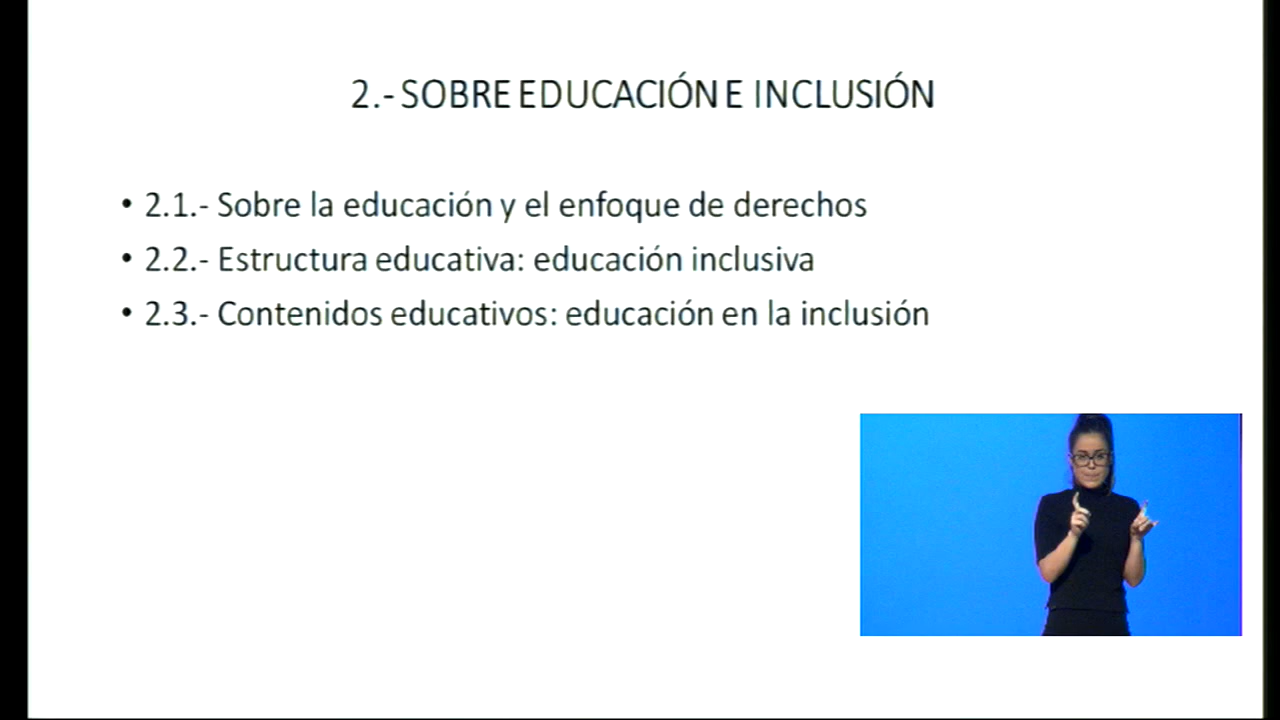 2.- SOBRE EDUCACIÓN E INCLUSIÓN
• 2.1.- Sobre la educación y el enfoque de derechos
• 2.2.- Estructura educativa: educación inclusiva
• 2.3.- Contenidos educativos: educación en la inclusión